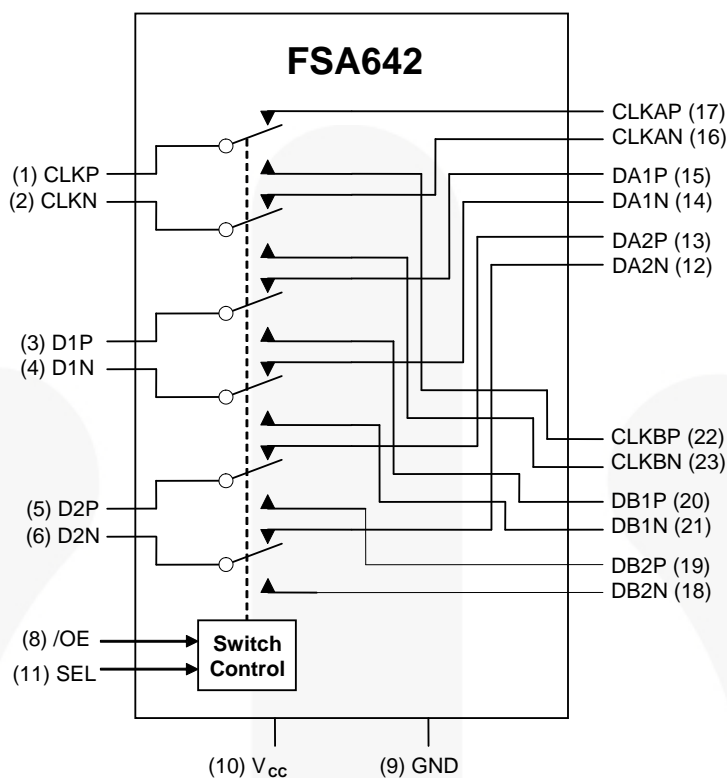 FSA642
CLKAP (17)
CLKAN (16)
(1) CLKP
DA1P (15)
(2) CLKN
DA1N (14)
DA2P (13)
DA2N (12)
(3) D1P
(4) D1N
CLKBP (22)
CLKBN (23)
(5) D2P
DB1P (20)
(6) D2N
DB1N (21)
DB2P (19)
DB2N (18)
(8) /OE
Switch
Control
(11) SEL
(10) Vcc
(9) GND